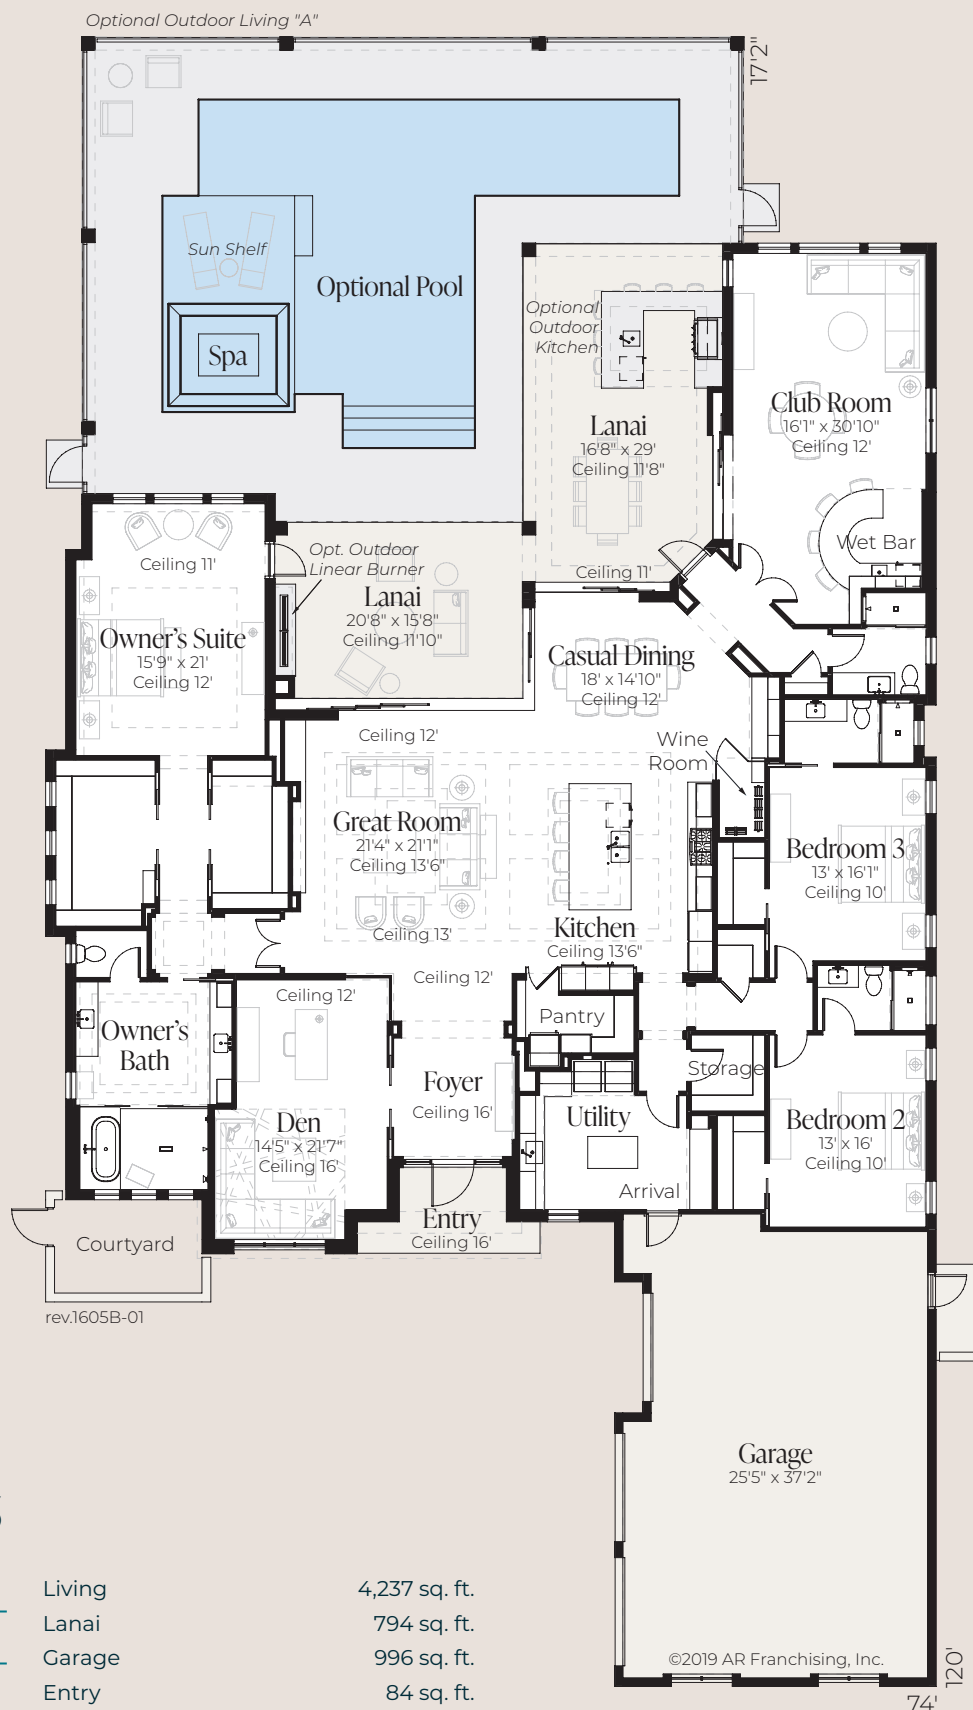 Optional Outdoor Living "A"
17'2"
Sun Shelf
Optional Pool
Spa
Optional
Outdoor
Kitchen
Lanai
16'8" x 29'
Ceiling 11'8"
Club Room
16'1" x 30'10"
Ceiling 12'
Wet Bar
Ceiling 11'
Ceiling 11'
Opt. Outdoor
Linear Burner
Lanai
20'8" x 15'8"
Ceiling 11'10"
Owner's Suite
15'9" x 21'
Ceiling 12'
Casual Dining
18' x 14'10"
Ceiling 12'
Ceiling 12'
Wine
Room
Great Room
21'4" x 21'1"
Ceiling 13'6"
Ceiling 13'
Kitchen
Ceiling 13'6"
Bedroom 3
13' x 16'1"
Ceiling 10'
Ceiling 12'
Ceiling 12'
Pantry
Owner's
Bath
Foyer
Ceiling 16'
Storage
Utility
Den
14'5" x 21'7"
Ceiling 16'
Bedroom 2
13' x 16'
Ceiling 10'
Arrival
Entry
Ceiling 16'
Courtyard
rev.1605B-01
Garage
25'5" x 37'2"
Living 4,237 sq. ft.
Lanai 794 sq. ft.
Garage 996 sq. ft.
Entry 84 sq. ft.
©2019 AR Franchising, Inc.
120'
74'